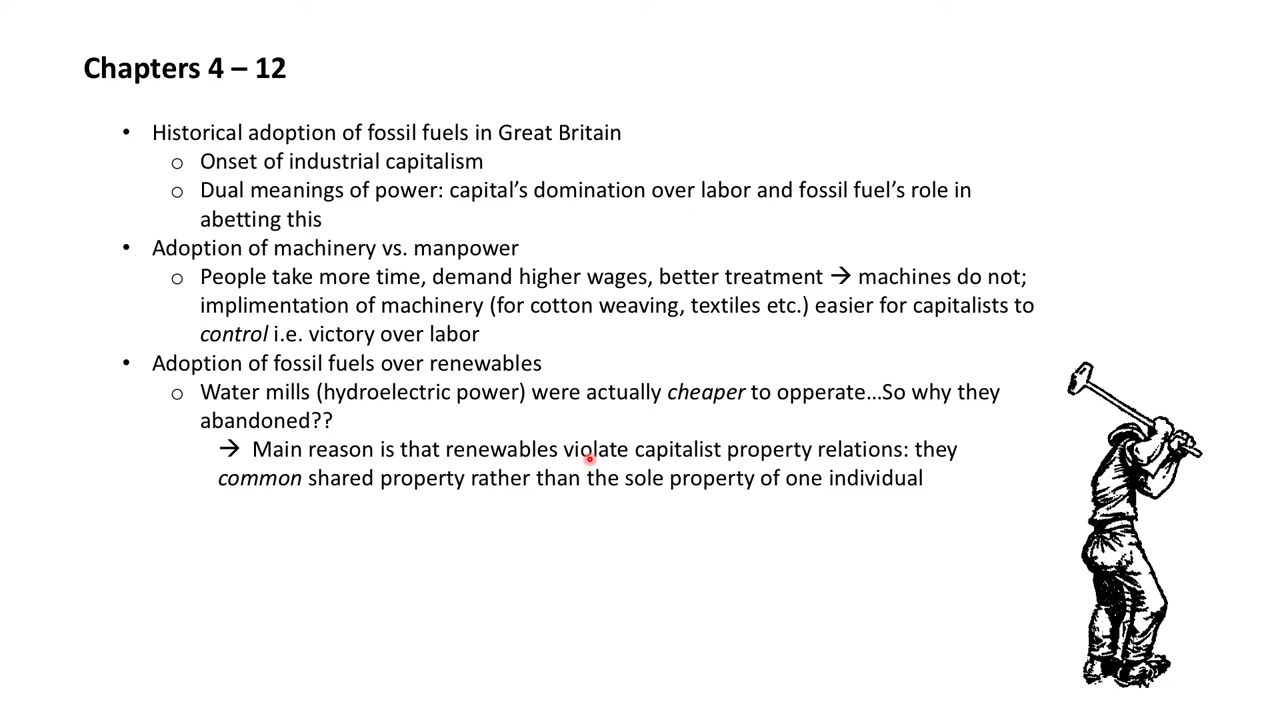 Chapters 4 – 12
• Historical adoption of fossil fuels in Great Britain
o Onset of industrial capitalism
o Dual meanings of power: capital's domination over labor and fossil fuel's role in
abetting this
• Adoption of machinery vs. manpower
o People take more time, demand higher wages, better treatment → machines do not;
implimentation of machinery (for cotton weaving, textiles etc.) easier for capitalists to
control i.e. victory over labor
• Adoption of fossil fuels over renewables
o Water mills (hydroelectric power) were actually cheaper to opperate…So why they
abandoned??
→ Main reason is that renewables violate capitalist property relations: they
common shared property rather than the sole property of one individual